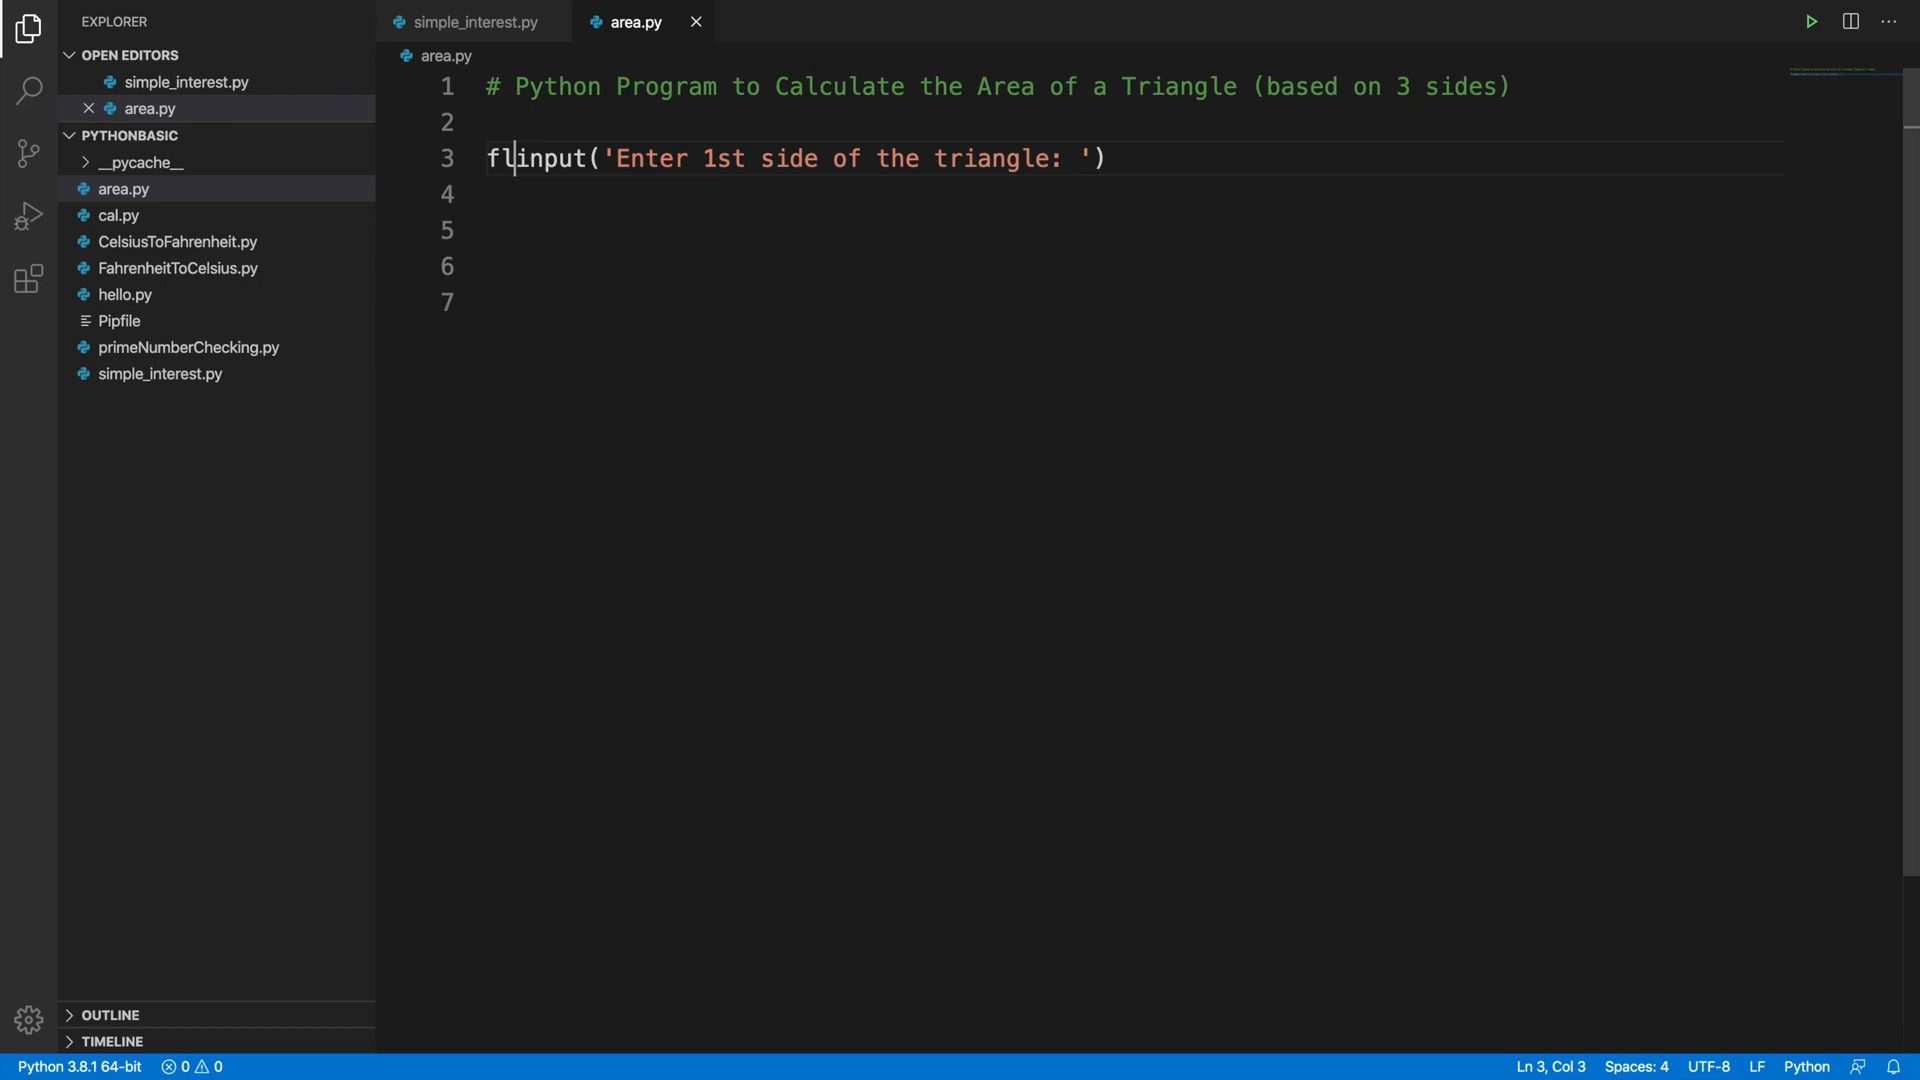 EXPLORER
OPEN EDITORS
simple_interest.py
area.py
PYTHONBASIC
__pycache__
area.py
cal.py
CelsiusToFahrenheit.py
FahrenheitToCelsius.py
hello.py
Pipfile
primeNumberChecking.py
simple_interest.py
OUTLINE
TIMELINE
simple_interest.py area.py
area.py
1 # Python Program to Calculate the Area of a Triangle (based on 3 sides)
2
3 flinput('Enter 1st side of the triangle: ')
4
5
6
7
Python 3.8.1 64-bit 0 0 Ln 3, Col 3 Spaces: 4 UTF-8 LF Python